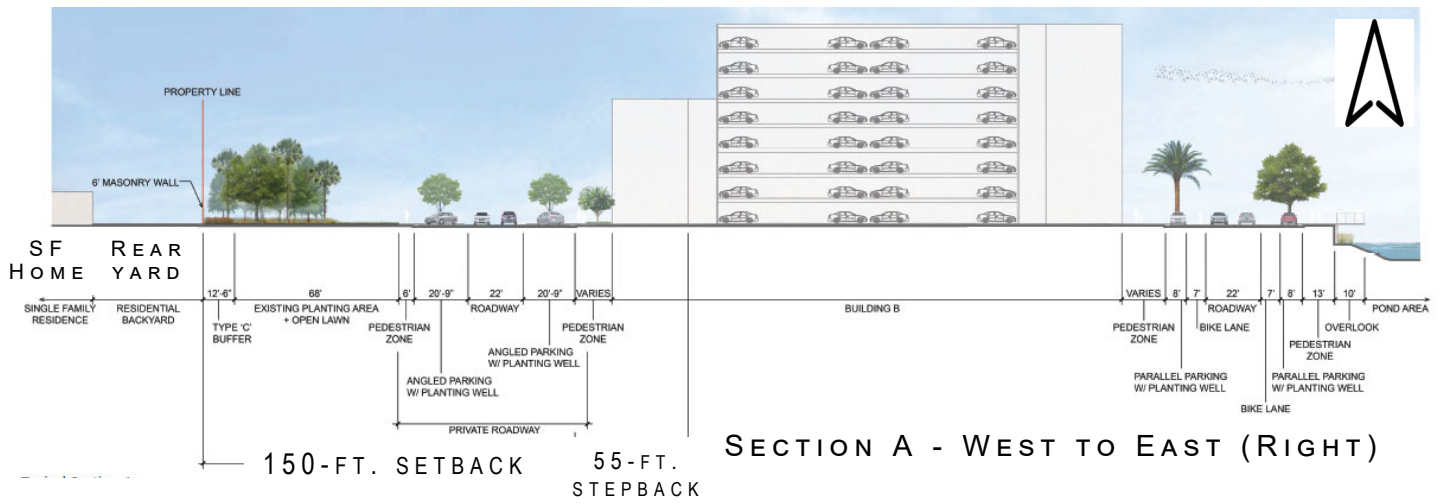 PROPERTY LINE
6' MASONRY WALL
SF
HOME
REAR
YARD
12'-6"
68'
6'
20'-9"
22'
20'-9"
VARIES
VARIES
8'
7'
22'
7'
8'
13'
10'
SINGLE FAMILY
RESIDENCE
RESIDENTIAL
BACKYARD
TYPE 'C'
BUFFER
EXISTING PLANTING AREA
+ OPEN LAWN
PEDESTRIAN
ZONE
ROADWAY
PEDESTRIAN
ZONE
BUILDING B
PEDESTRIAN
ZONE
BIKE LANE
ROADWAY
OVERLOOK
POND AREA
PEDESTRIAN
ZONE
ANGLED PARKING
W/ PLANTING WELL
ANGLED PARKING
W/ PLANTING WELL
PARALLEL PARKING
W/ PLANTING WELL
PARALLEL PARKING
W/ PLANTING WELL
BIKE LANE
PRIVATE ROADWAY
150-FT. SETBACK
55-FT.
STEPBACK
SECTION A - WEST TO EAST (RIGHT)